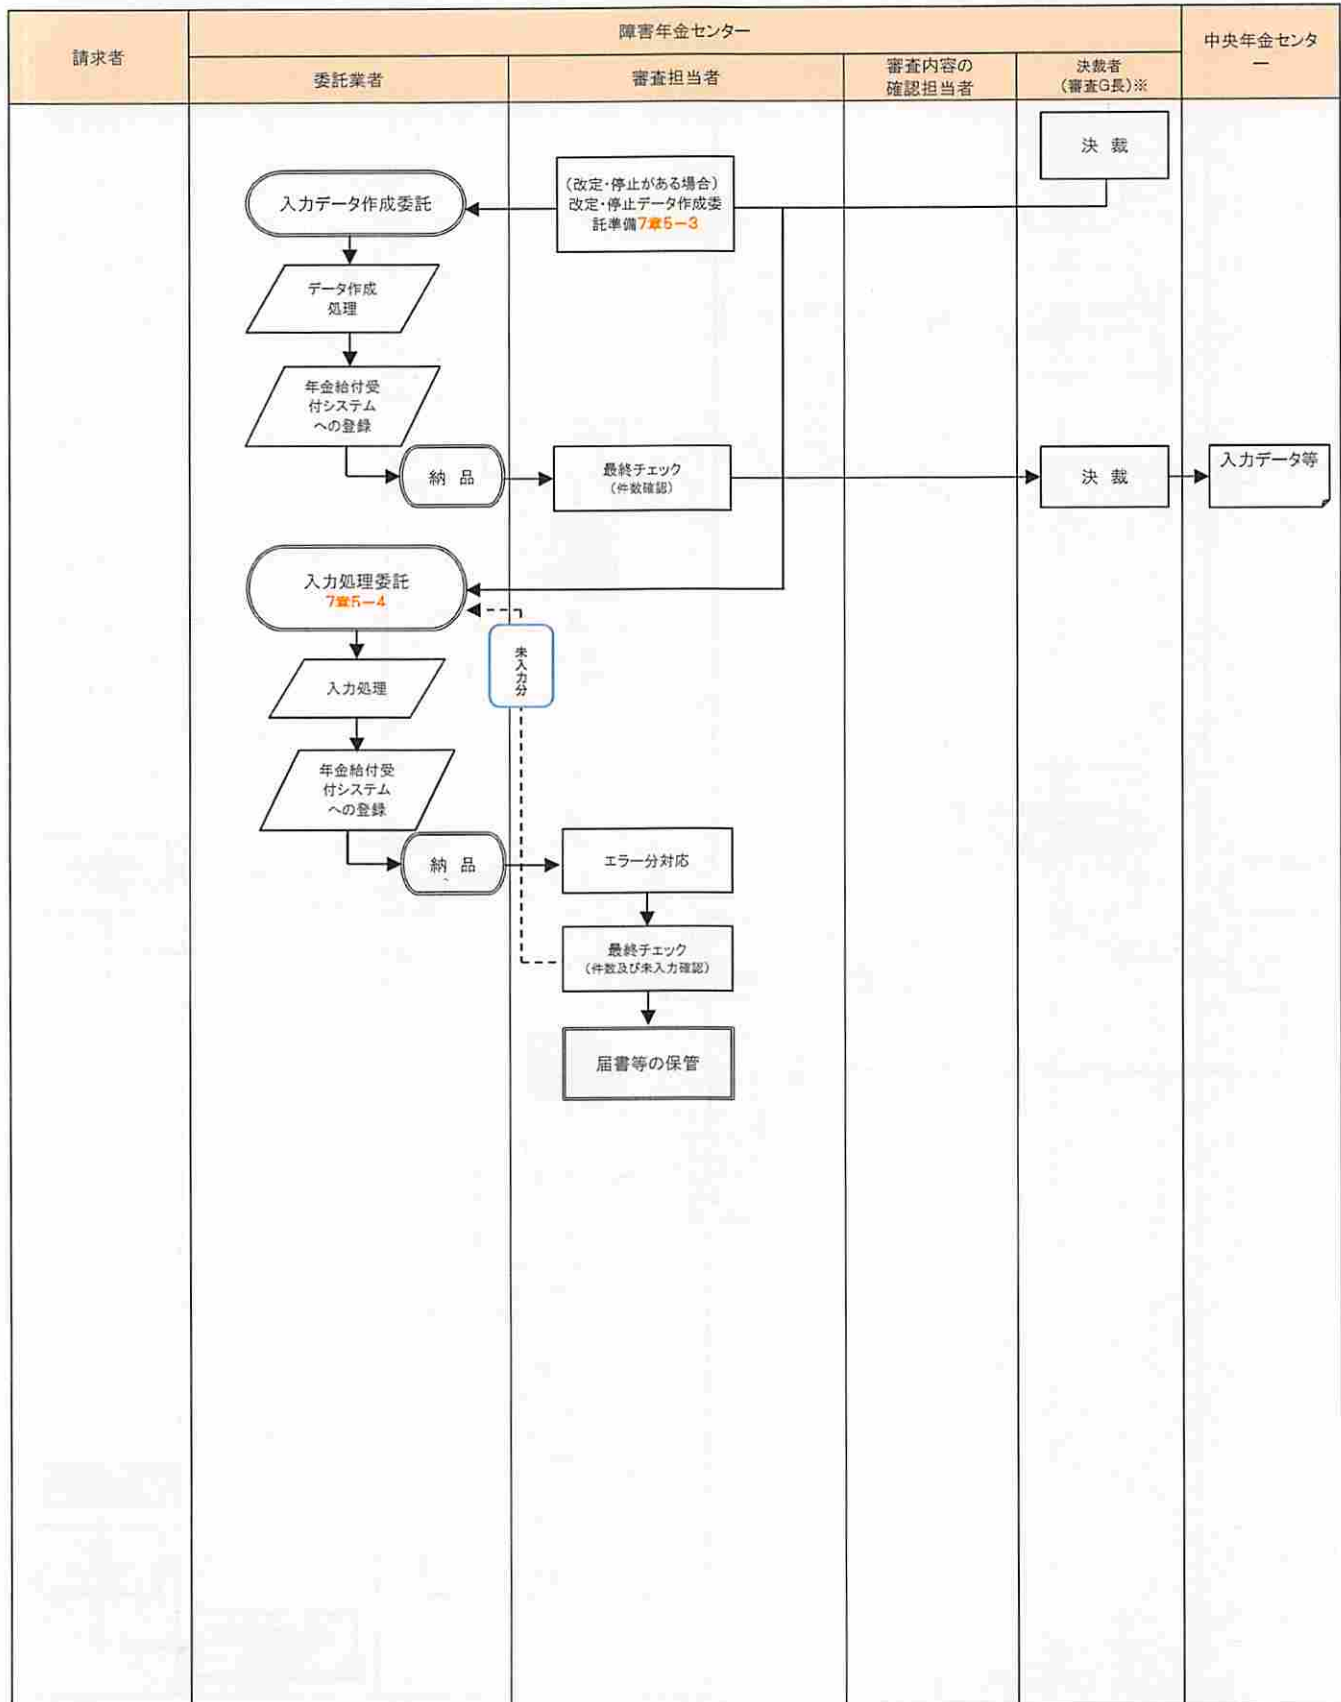 請求者
障害年金センター
中央年金センタ
ー
委託業者
審査担当者
審査内容の
確認担当者
決裁者
(審査G長)※
決 裁
(改定・停止がある場合)
改定・停止データ作成委
託準備7章5-3
入力データ作成委託
データ作成
処理
年金給付受
付システム
への登録
納 品
最終チェック
(件数確認)
決 裁
入力データ等
入力処理委託
7章5-4
未入力分
入力処理
年金給付受
付システム
への登録
納 品
エラー分対応
最終チェック
(件数及び未入力確認)
届書等の保管